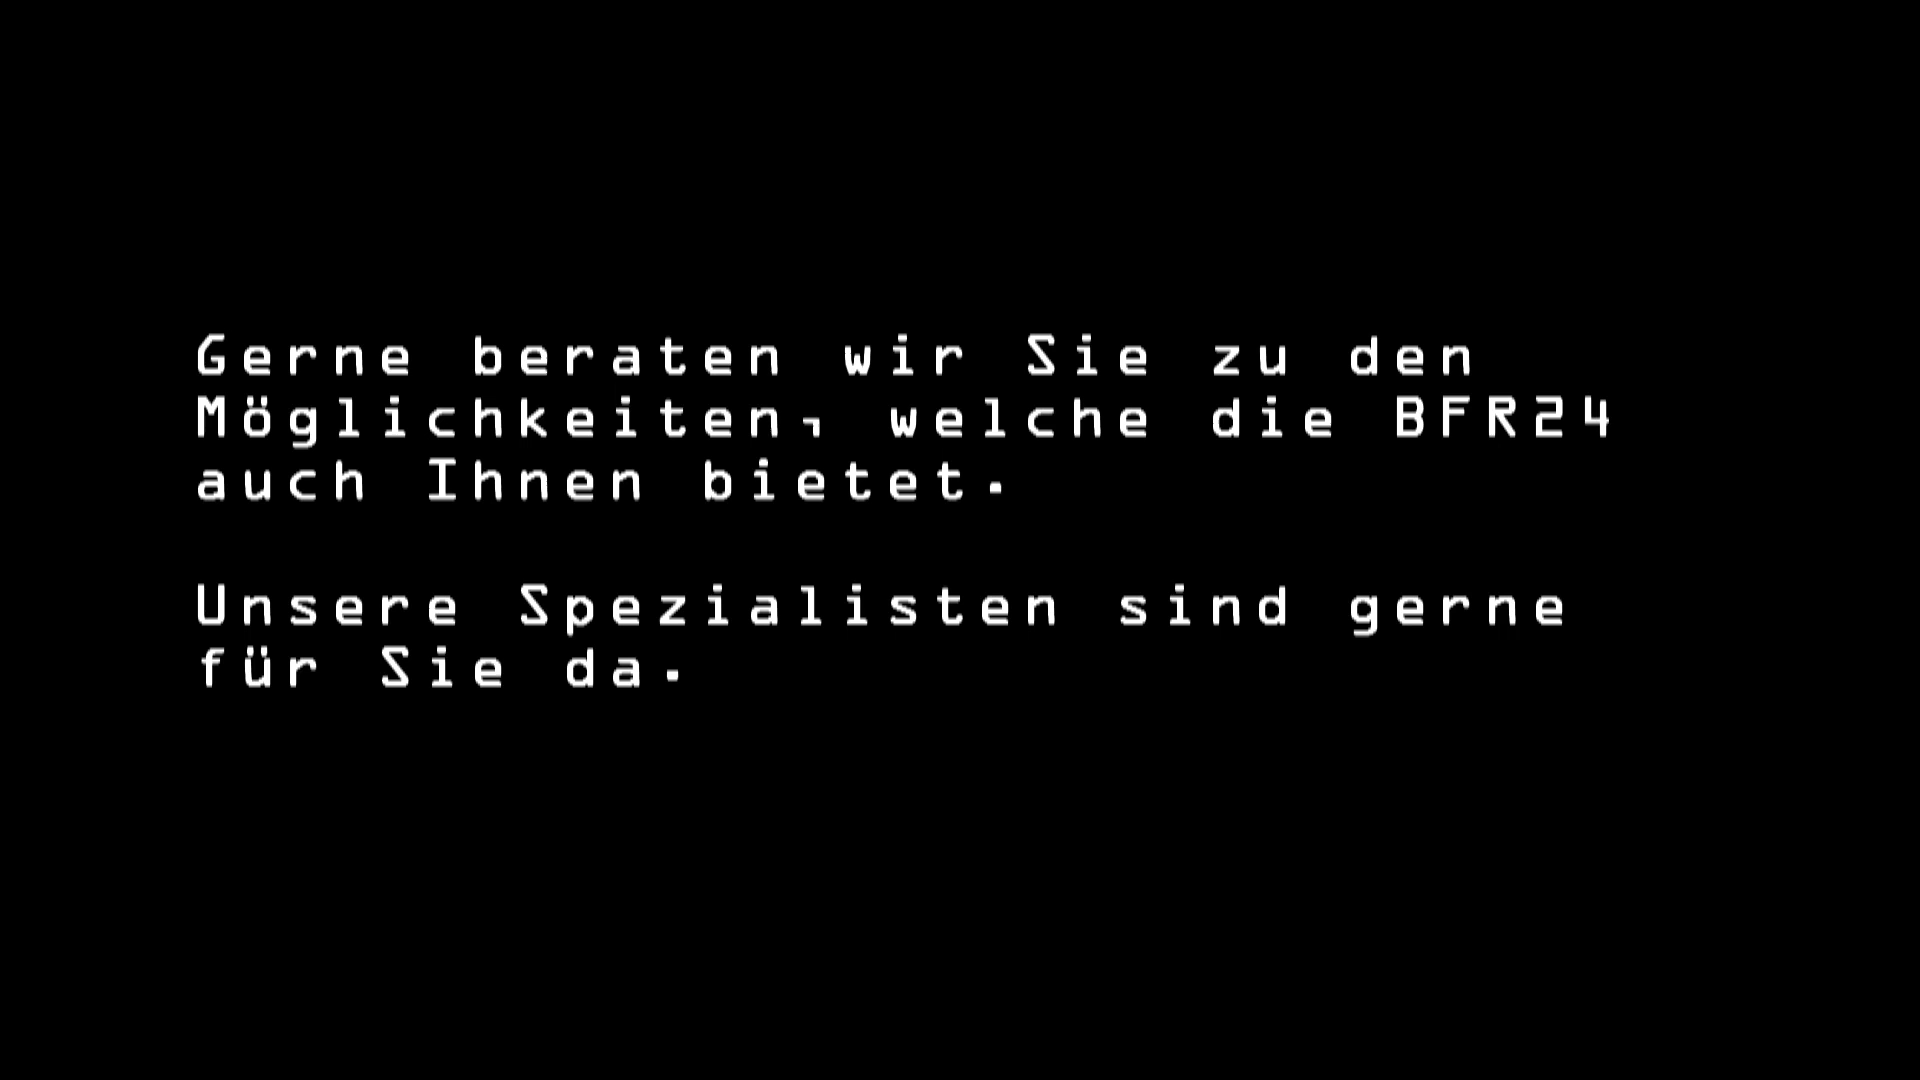 Gerne beraten wir Sie zu den
Möglichkeiten, welche die BFR24
auch Ihnen bietet.
Unsere Spezialisten sind gerne
für Sie da.